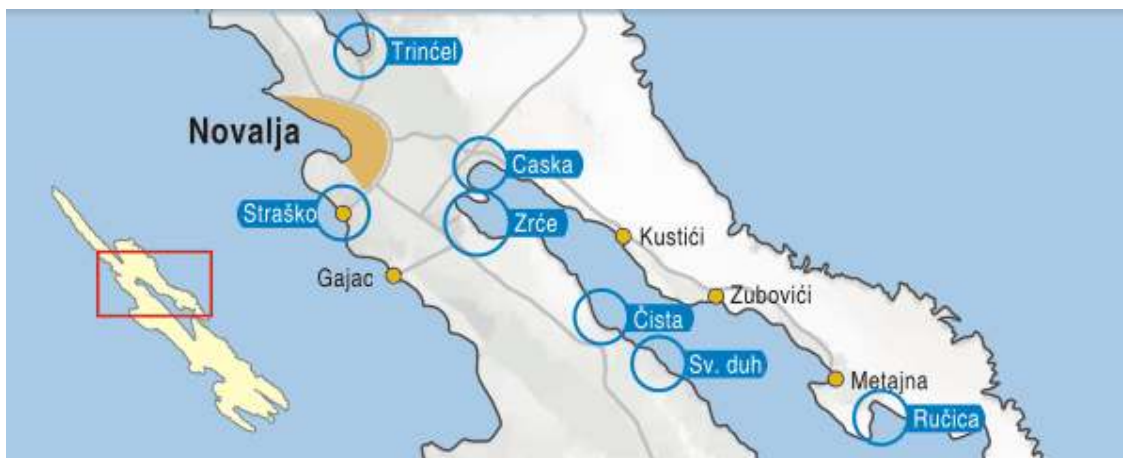 Trinćel
Novalja
Caska
Straško
Zrće
Kustići
Gajac
Zubovići
Čista
Sv. duh
Metajna
Ručica